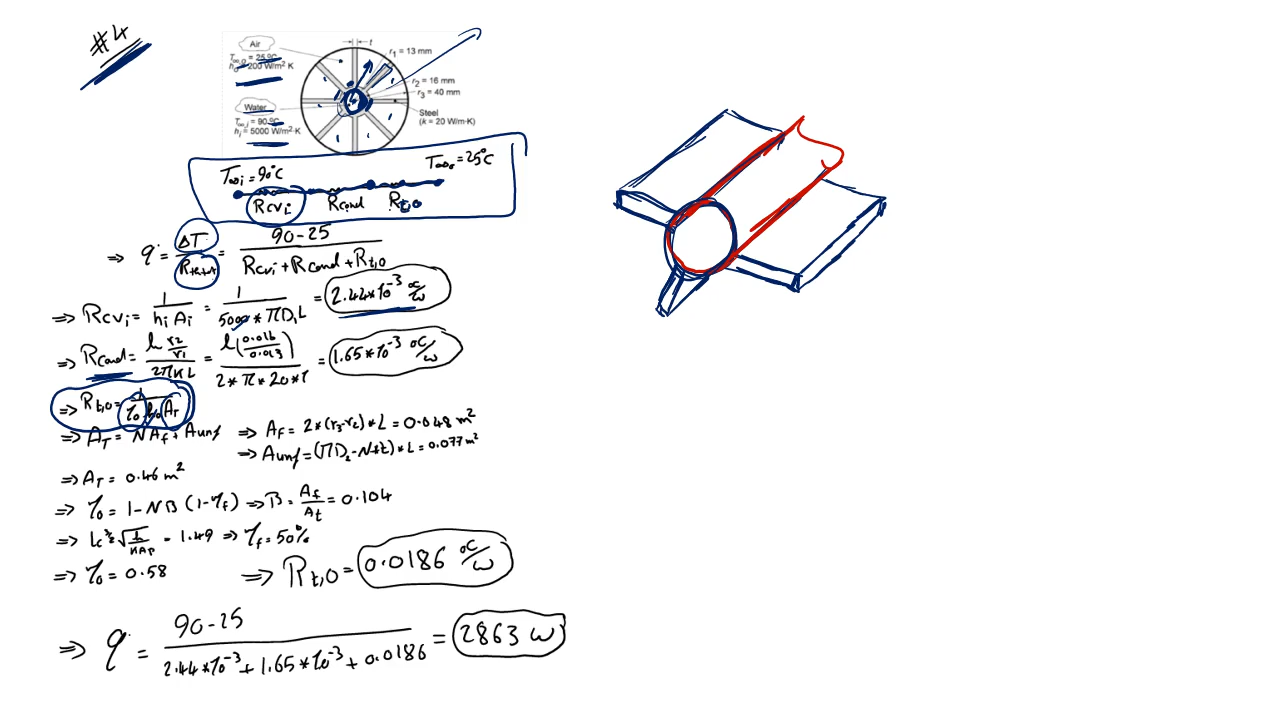 #4
Air
T∞,o = 25°C
ho = 200 W/m²·K
t
r1 = 13 mm
r2 = 16 mm
r3 = 40 mm
Water
T∞,i = 90°C
hi = 5000 W/m²·K
Steel
(k = 20 W/m·K)
T∞i = 90°C
T∞o = 25°C
Rcvi Rcond Rt,o
⇒ q = ΔT / Rth,tot = 90-25 / Rcvi + Rcond + Rt,o
⇒ Rcvi = 1 / hi Ai = 1 / 5000 * π Di L = 2.44*10⁻³ °C/w
⇒ Rcond = ln r2/r1 / 2πKL = ln(0.016/0.013) / 2*π*20*1 = 1.65*10⁻³ °C/w
⇒ Rt,o = 1 / ηo ho AT
⇒ AT = NAf + Aunf ⇒ Af = 2*(r3-r2)*L = 0.048 m²
⇒ Aunf = (πD2 - N*t)*L = 0.077 m²
⇒ AT = 0.46 m²
⇒ ηo = 1 - NB (1-ηf) ⇒ B = Af/At = 0.104
⇒ Lc^3/2 √h/KAp = 1.49 ⇒ ηf = 50%
⇒ ηo = 0.58 ⇒ Rt,o = 0.0186 °C/w
⇒ q = 90-25 / 2.44*10⁻³ + 1.65*10⁻³ + 0.0186 = 2863 w